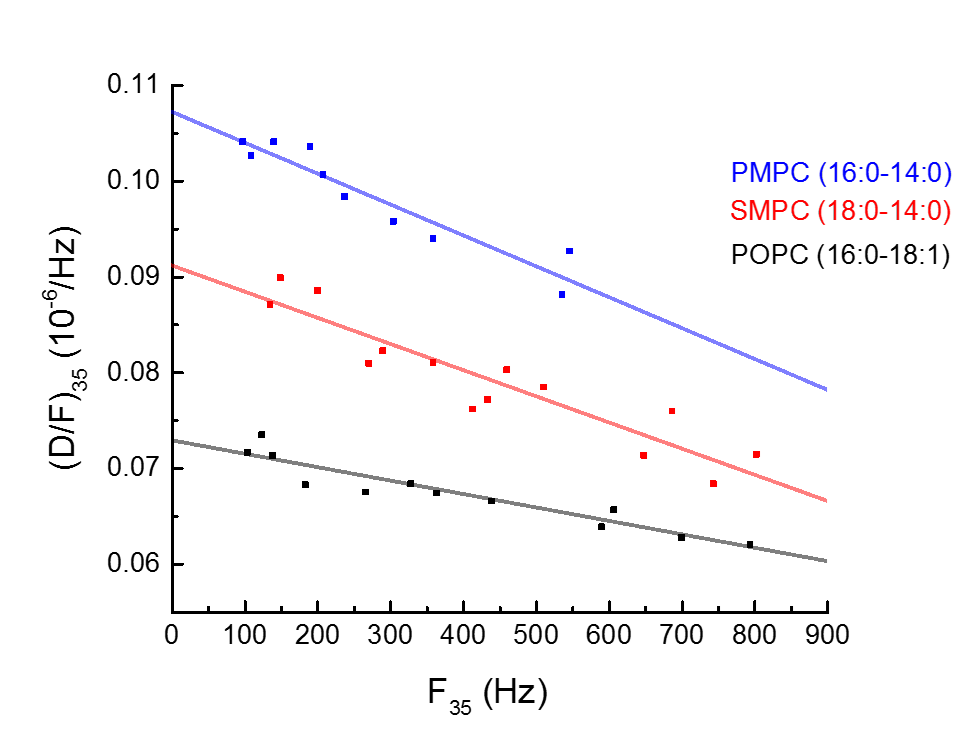 0.11
0.10
0.09
0.08
0.07
0.06
(D/F)35 (10-6/Hz)
PMPC (16:0-14:0)
SMPC (18:0-14:0)
POPC (16:0-18:1)
0 100 200 300 400 500 600 700 800 900
F35 (Hz)